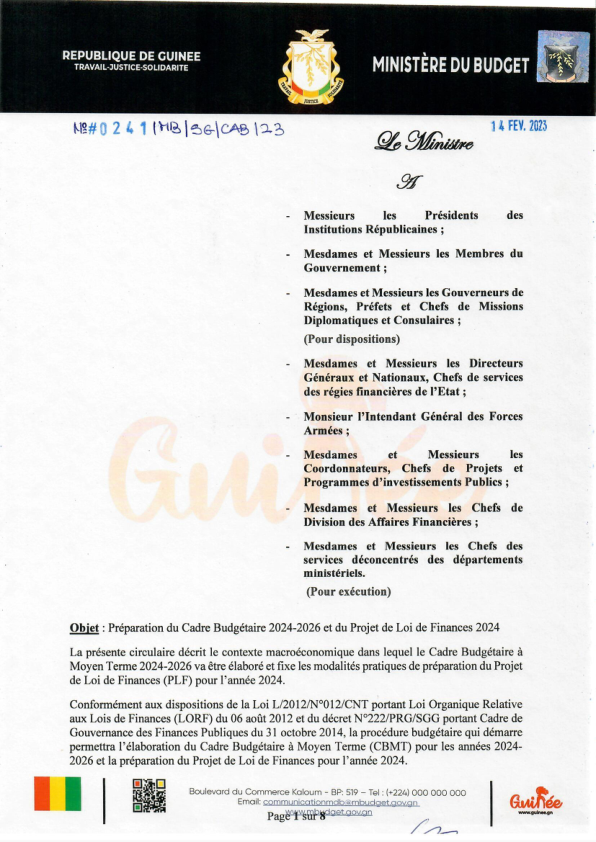 REPUBLIQUE DE GUINEE
TRAVAIL-JUSTICE-SOLIDARITE
MINISTÈRE DU BUDGET
TRAVAIL JUSTICE SOLIDARITE
N°#0241/MB/SG/CAB/23
14 FEV. 2023
Le Ministre
A
- Messieurs les Présidents des
Institutions Républicaines ;
- Mesdames et Messieurs les Membres du
Gouvernement ;
- Mesdames et Messieurs les Gouverneurs de
Régions, Préfets et Chefs de Missions
Diplomatiques et Consulaires ;
(Pour dispositions)
- Mesdames et Messieurs les Directeurs
Généraux et Nationaux, Chefs de services
des régies financières de l'Etat ;
- Monsieur l'Intendant Général des Forces
Armées ;
- Mesdames et Messieurs les
Coordonnateurs, Chefs de Projets et
Programmes d'investissements Publics ;
- Mesdames et Messieurs les Chefs de
Division des Affaires Financières ;
- Mesdames et Messieurs les Chefs des
services déconcentrés des départements
ministériels.
(Pour exécution)
Guinée
Objet : Préparation du Cadre Budgétaire 2024-2026 et du Projet de Loi de Finances 2024
La présente circulaire décrit le contexte macroéconomique dans lequel le Cadre Budgétaire à
Moyen Terme 2024-2026 va être élaboré et fixe les modalités pratiques de préparation du Projet
de Loi de Finances (PLF) pour l'année 2024.
Conformément aux dispositions de la Loi L/2012/N°012/CNT portant Loi Organique Relative
aux Lois de Finances (LORF) du 06 août 2012 et du décret N°222/PRG/SGG portant Cadre de
Gouvernance des Finances Publiques du 31 octobre 2014, la procédure budgétaire qui démarre
permettra l'élaboration du Cadre Budgétaire à Moyen Terme (CBMT) pour les années 2024-
2026 et la préparation du Projet de Loi de Finances pour l'année 2024.
Boulevard du Commerce Kaloum - BP: 519 - Tel : (+224) 000 000 000
Email: communicationmdb@mbudget.gov.gn
www.mbudget.gov.gn
Page 1 sur 8
Guinée
www.guinee.gn